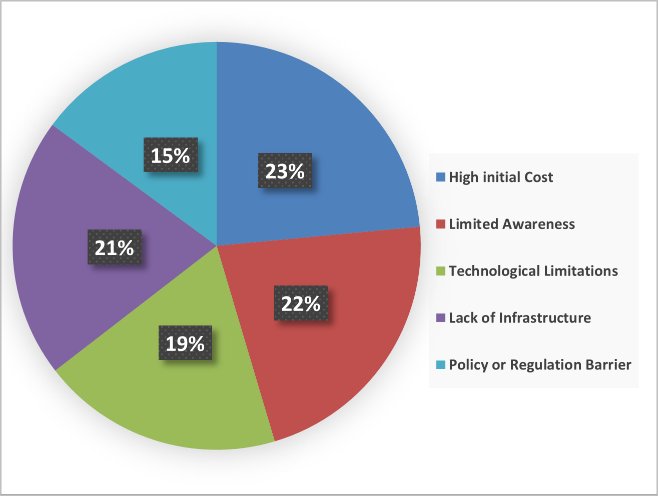 15%
23%
21%
22%
19%
High initial Cost
Limited Awareness
Technological Limitations
Lack of Infrastructure
Policy or Regulation Barrier